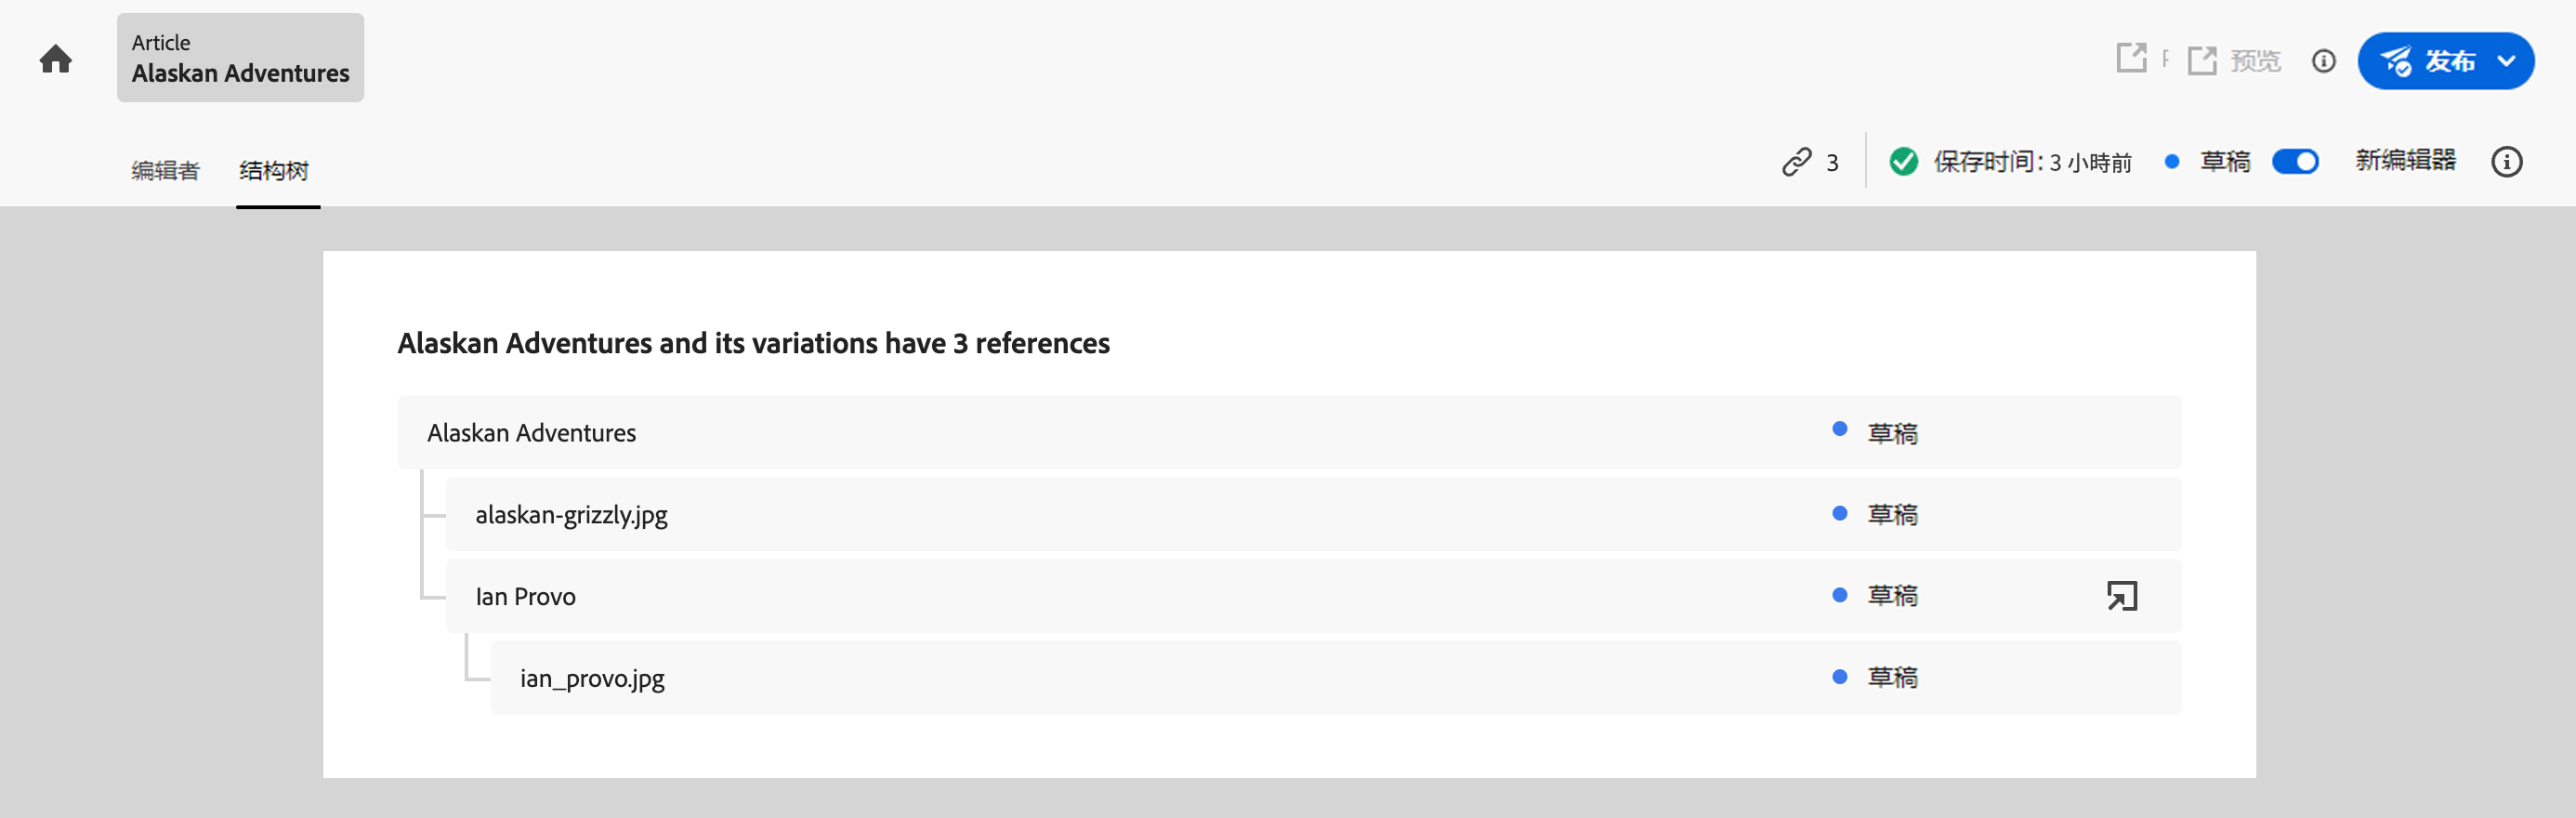 Article
Alaskan Adventures
预览
发布
编辑者
结构树
3
保存时间: 3 小時前
草稿
新编辑器
Alaskan Adventures and its variations have 3 references
Alaskan Adventures
草稿
alaskan-grizzly.jpg
草稿
Ian Provo
草稿
ian_provo.jpg
草稿